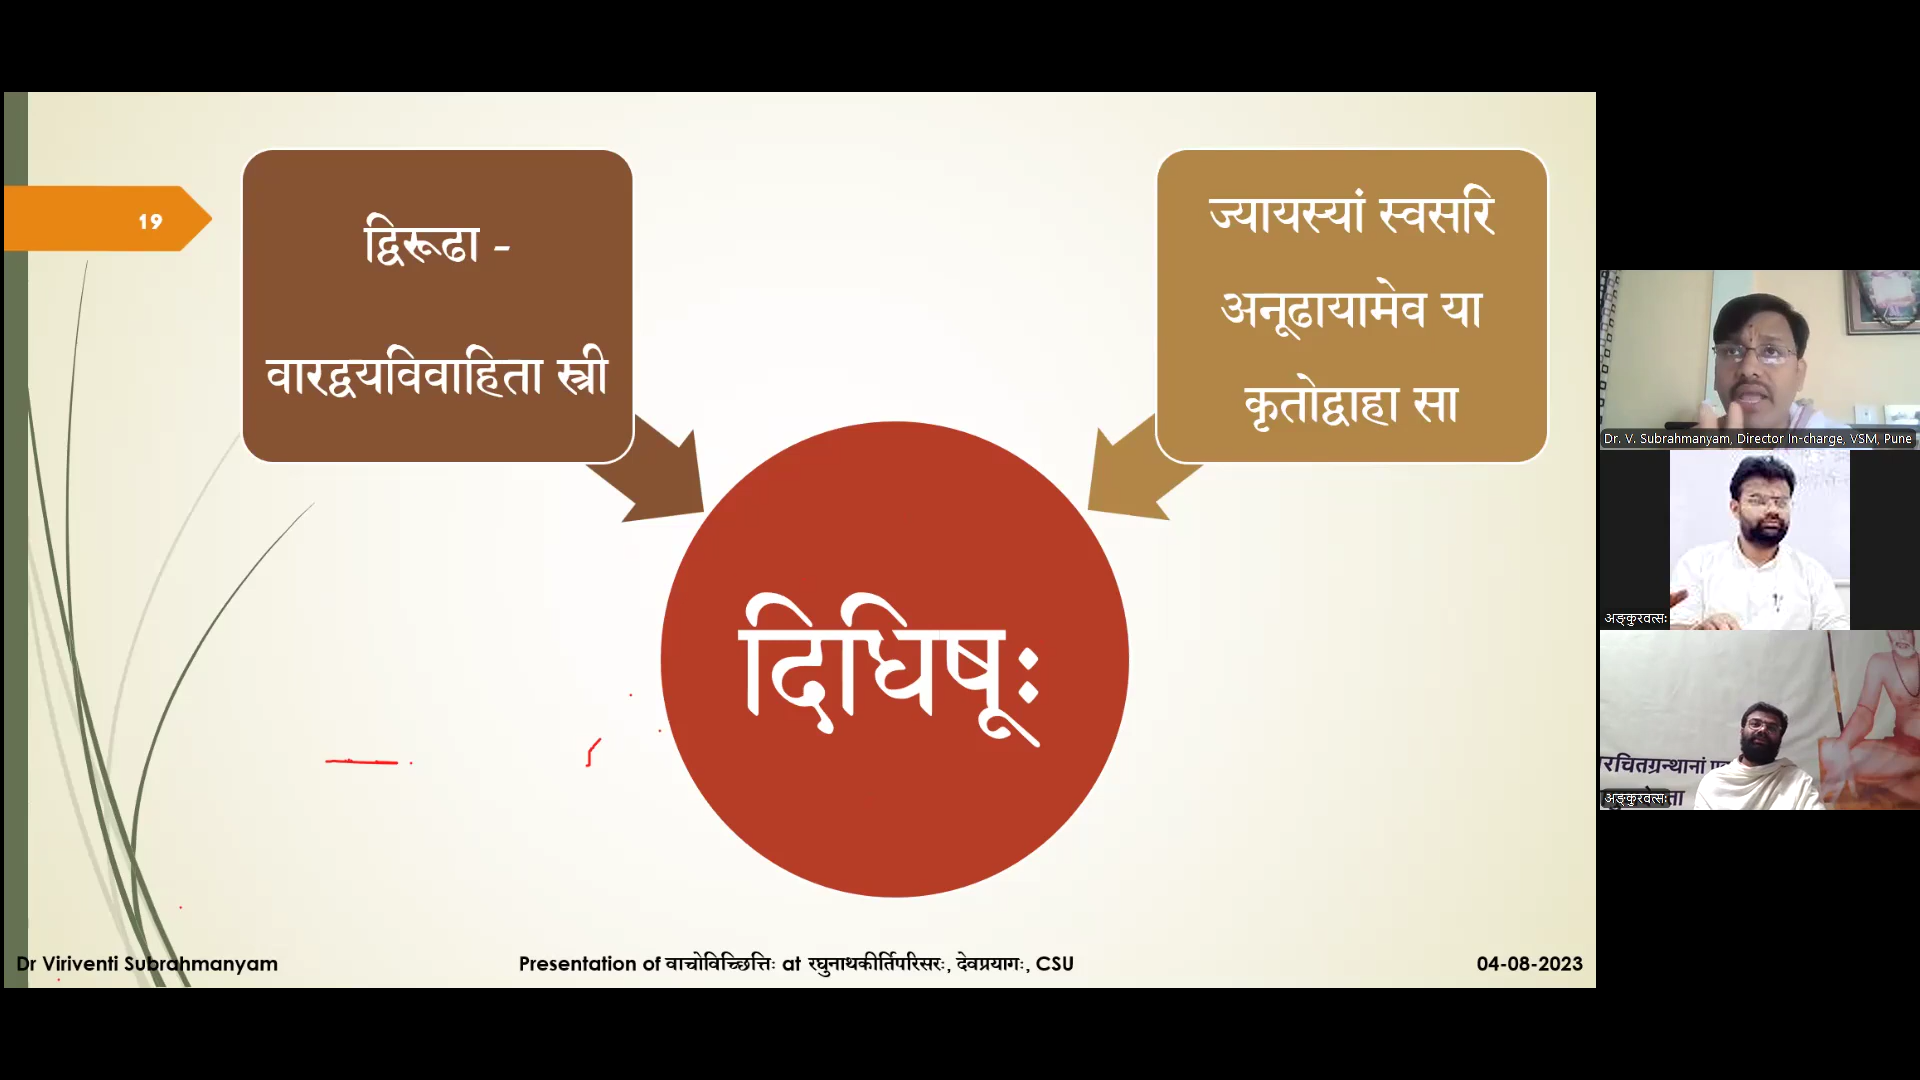 19
द्विरूढा -
वारद्वयविवाहिता स्त्री
ज्यायस्यां स्वसरि
अनूढायामेव या
कृतोद्वाहा सा
दिधिषूः
Dr Viriventi Subrahmanyam
Presentation of वाचोविच्छित्तिः at रघुनाथकीर्तिपरिसरः, देवप्रयागः, CSU
04-08-2023
Dr. V. Subrahmanyam, Director In-charge, VSM, Pune
अङ्कुरवत्सः
रचितग्रन्थानां
अङ्कुरवत्सः